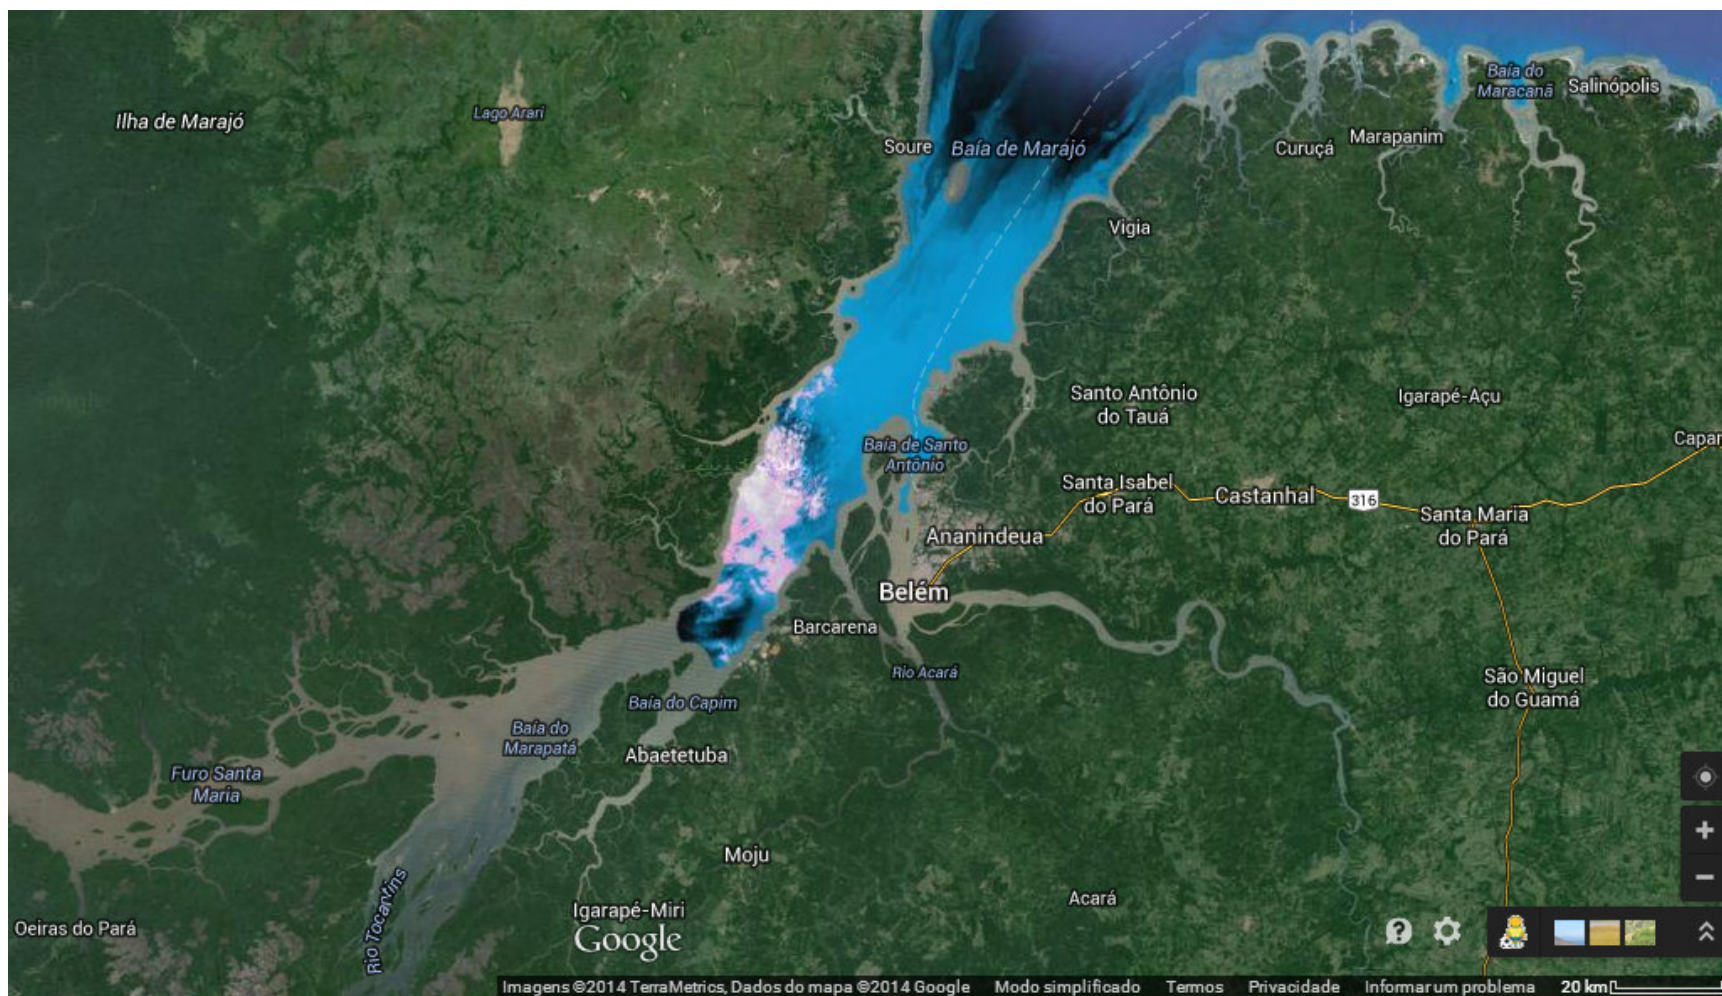 Baía do
Maracanã
Salinópolis
Ilha de Marajó
Lago Arari
Soure
Baía de Marajó
Curuçá
Marapanim
Vigia
Santo Antônio
do Tauá
Igarapé-Açu
Capan
Baía de Santo
Antônio
Santa Isabel
do Pará
Castanhal
316
Santa Maria
do Pará
Ananindeua
Belém
Barcarena
Rio Acará
São Miguel
do Guamá
Baía do Capim
Baía do
Marapatá
Abaetetuba
Furo Santa
Maria
Moju
Rio Tocantins
Acará
Igarapé-Miri
Oeiras do Pará
Google
Imagens ©2014 TerraMetrics, Dados do mapa ©2014 Google Modo simplificado Termos Privacidade Informar um problema 20 km